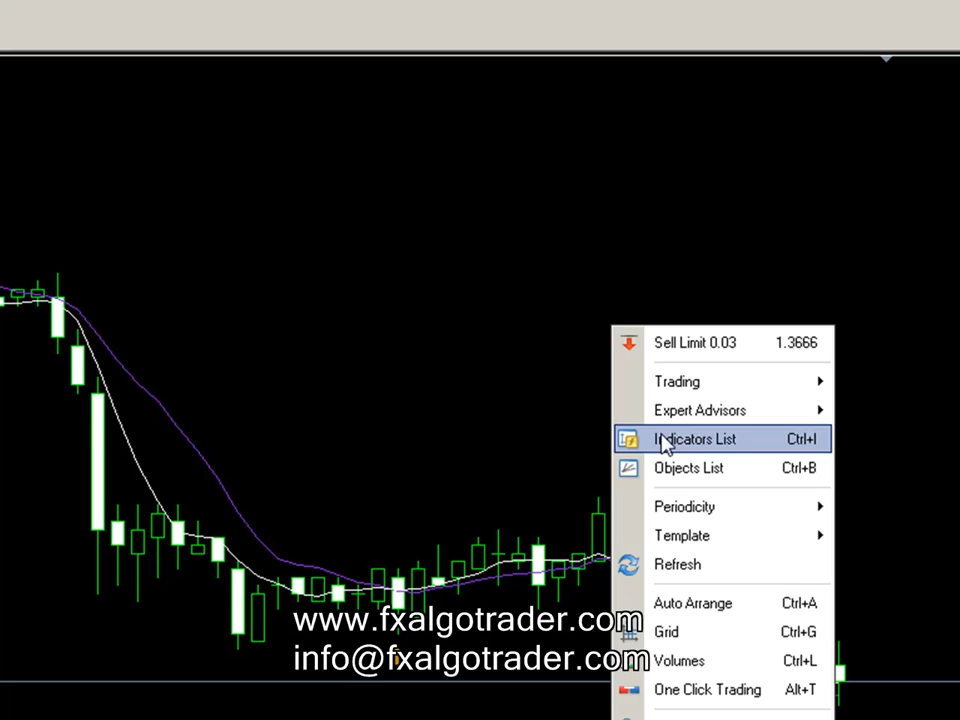 Sell Limit 0.03 1.3666
Trading
Expert Advisors
Indicators List Ctrl+I
Objects List Ctrl+B
Periodicity
Template
Refresh
Auto Arrange Ctrl+A
Grid Ctrl+G
Volumes Ctrl+L
One Click Trading Alt+T
www.fxalgotrader.com
info@fxalgotrader.com